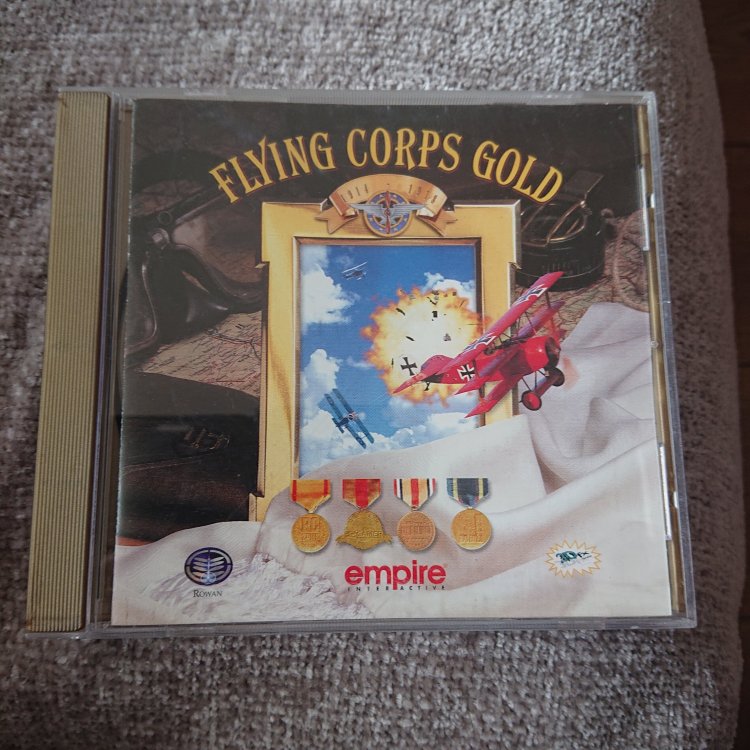 FLYING CORPS GOLD
1914 - 1918
ROWAN
empire
INTERACTIVE